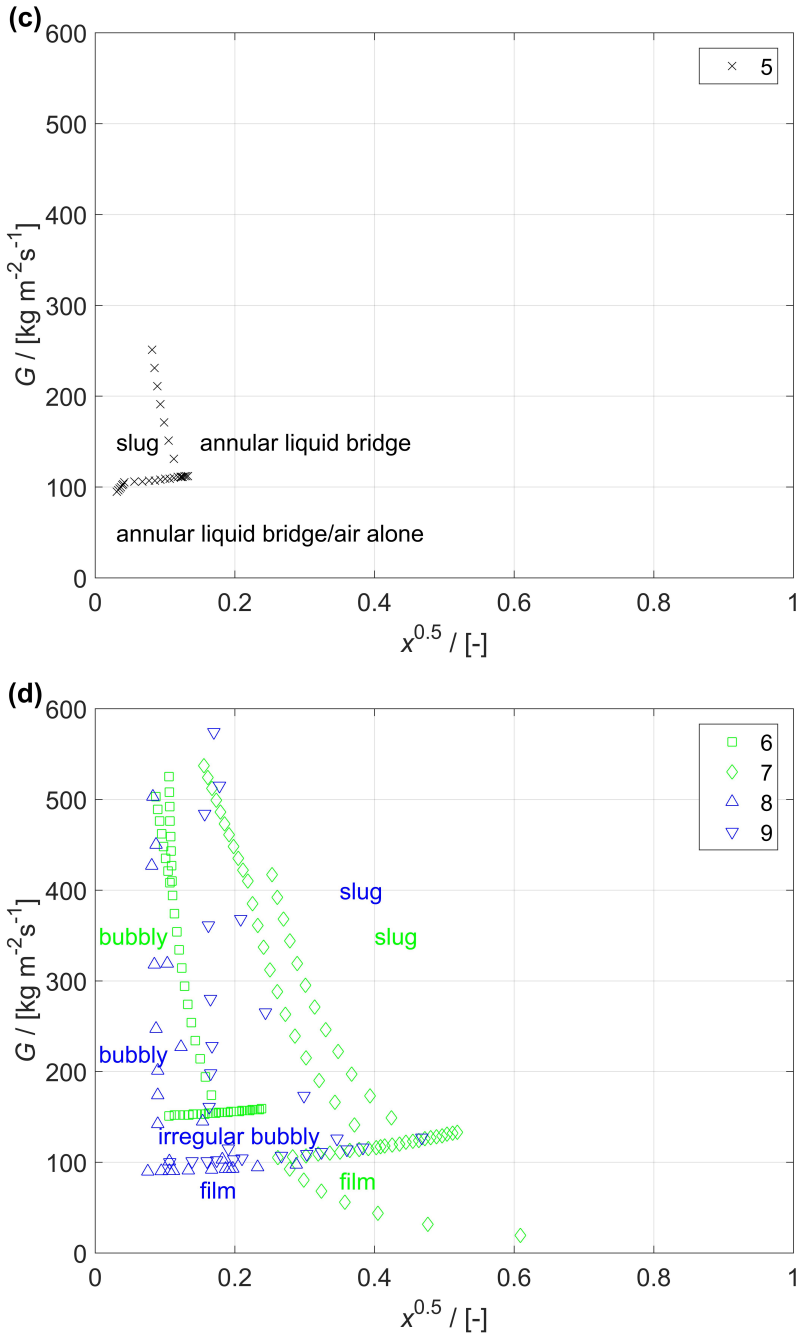 (c)
600
500
400
300
200
100
0
G / [kg m⁻²s⁻¹]
5
slug
annular liquid bridge
annular liquid bridge/air alone
0 0.2 0.4 0.6 0.8 1
x⁰·⁵ / [-]
(d)
600
500
400
300
200
100
0
G / [kg m⁻²s⁻¹]
6
7
8
9
slug
bubbly
slug
bubbly
irregular bubbly
film
film
0 0.2 0.4 0.6 0.8 1
x⁰·⁵ / [-]